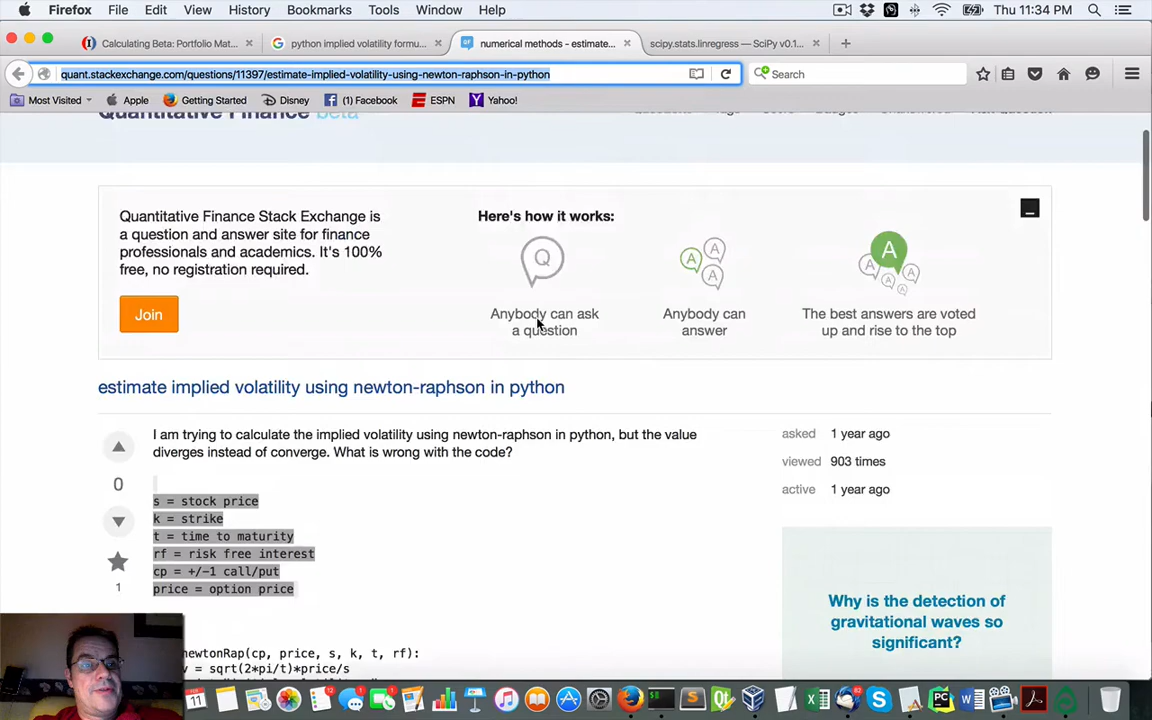 Firefox File Edit View History Bookmarks Tools Window Help Thu 11:34 PM
Calculating Beta: Portfolio Mat... python implied volatility formu... numerical methods - estimate... scipy.stats.linregress — SciPy v0.1...
quant.stackexchange.com/questions/11397/estimate-implied-volatility-using-newton-raphson-in-python Search
Most Visited Apple Getting Started Disney (1) Facebook ESPN Yahoo!
Quantitative Finance beta
Quantitative Finance Stack Exchange is
a question and answer site for finance
professionals and academics. It's 100%
free, no registration required.
Join
Here's how it works:
Q
Anybody can ask
a question
A
A
A
Anybody can
answer
A
A
A
A
A
The best answers are voted
up and rise to the top
estimate implied volatility using newton-raphson in python
I am trying to calculate the implied volatility using newton-raphson in python, but the value
diverges instead of converge. What is wrong with the code?
0
1
s = stock price
k = strike
t = time to maturity
rf = risk free interest
cp = +/-1 call/put
price = option price
newtonRap(cp, price, s, k, t, rf):
v = sqrt(2*pi/t)*price/s
asked 1 year ago
viewed 903 times
active 1 year ago
Why is the detection of
gravitational waves so
significant?